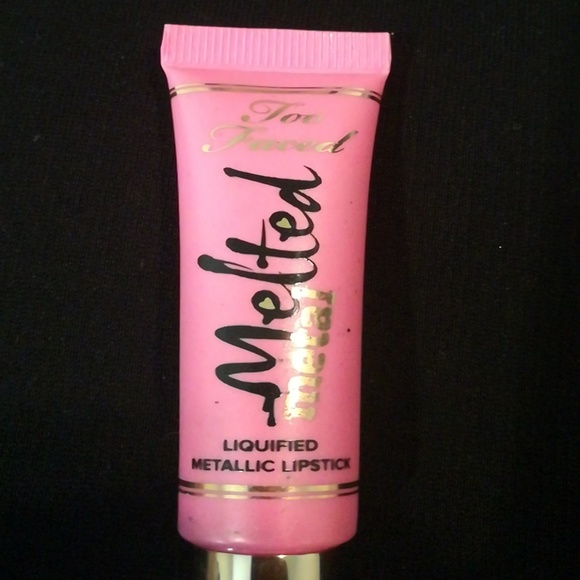 Too
Faced
Melted
metal
LIQUIFIED
METALLIC LIPSTICK